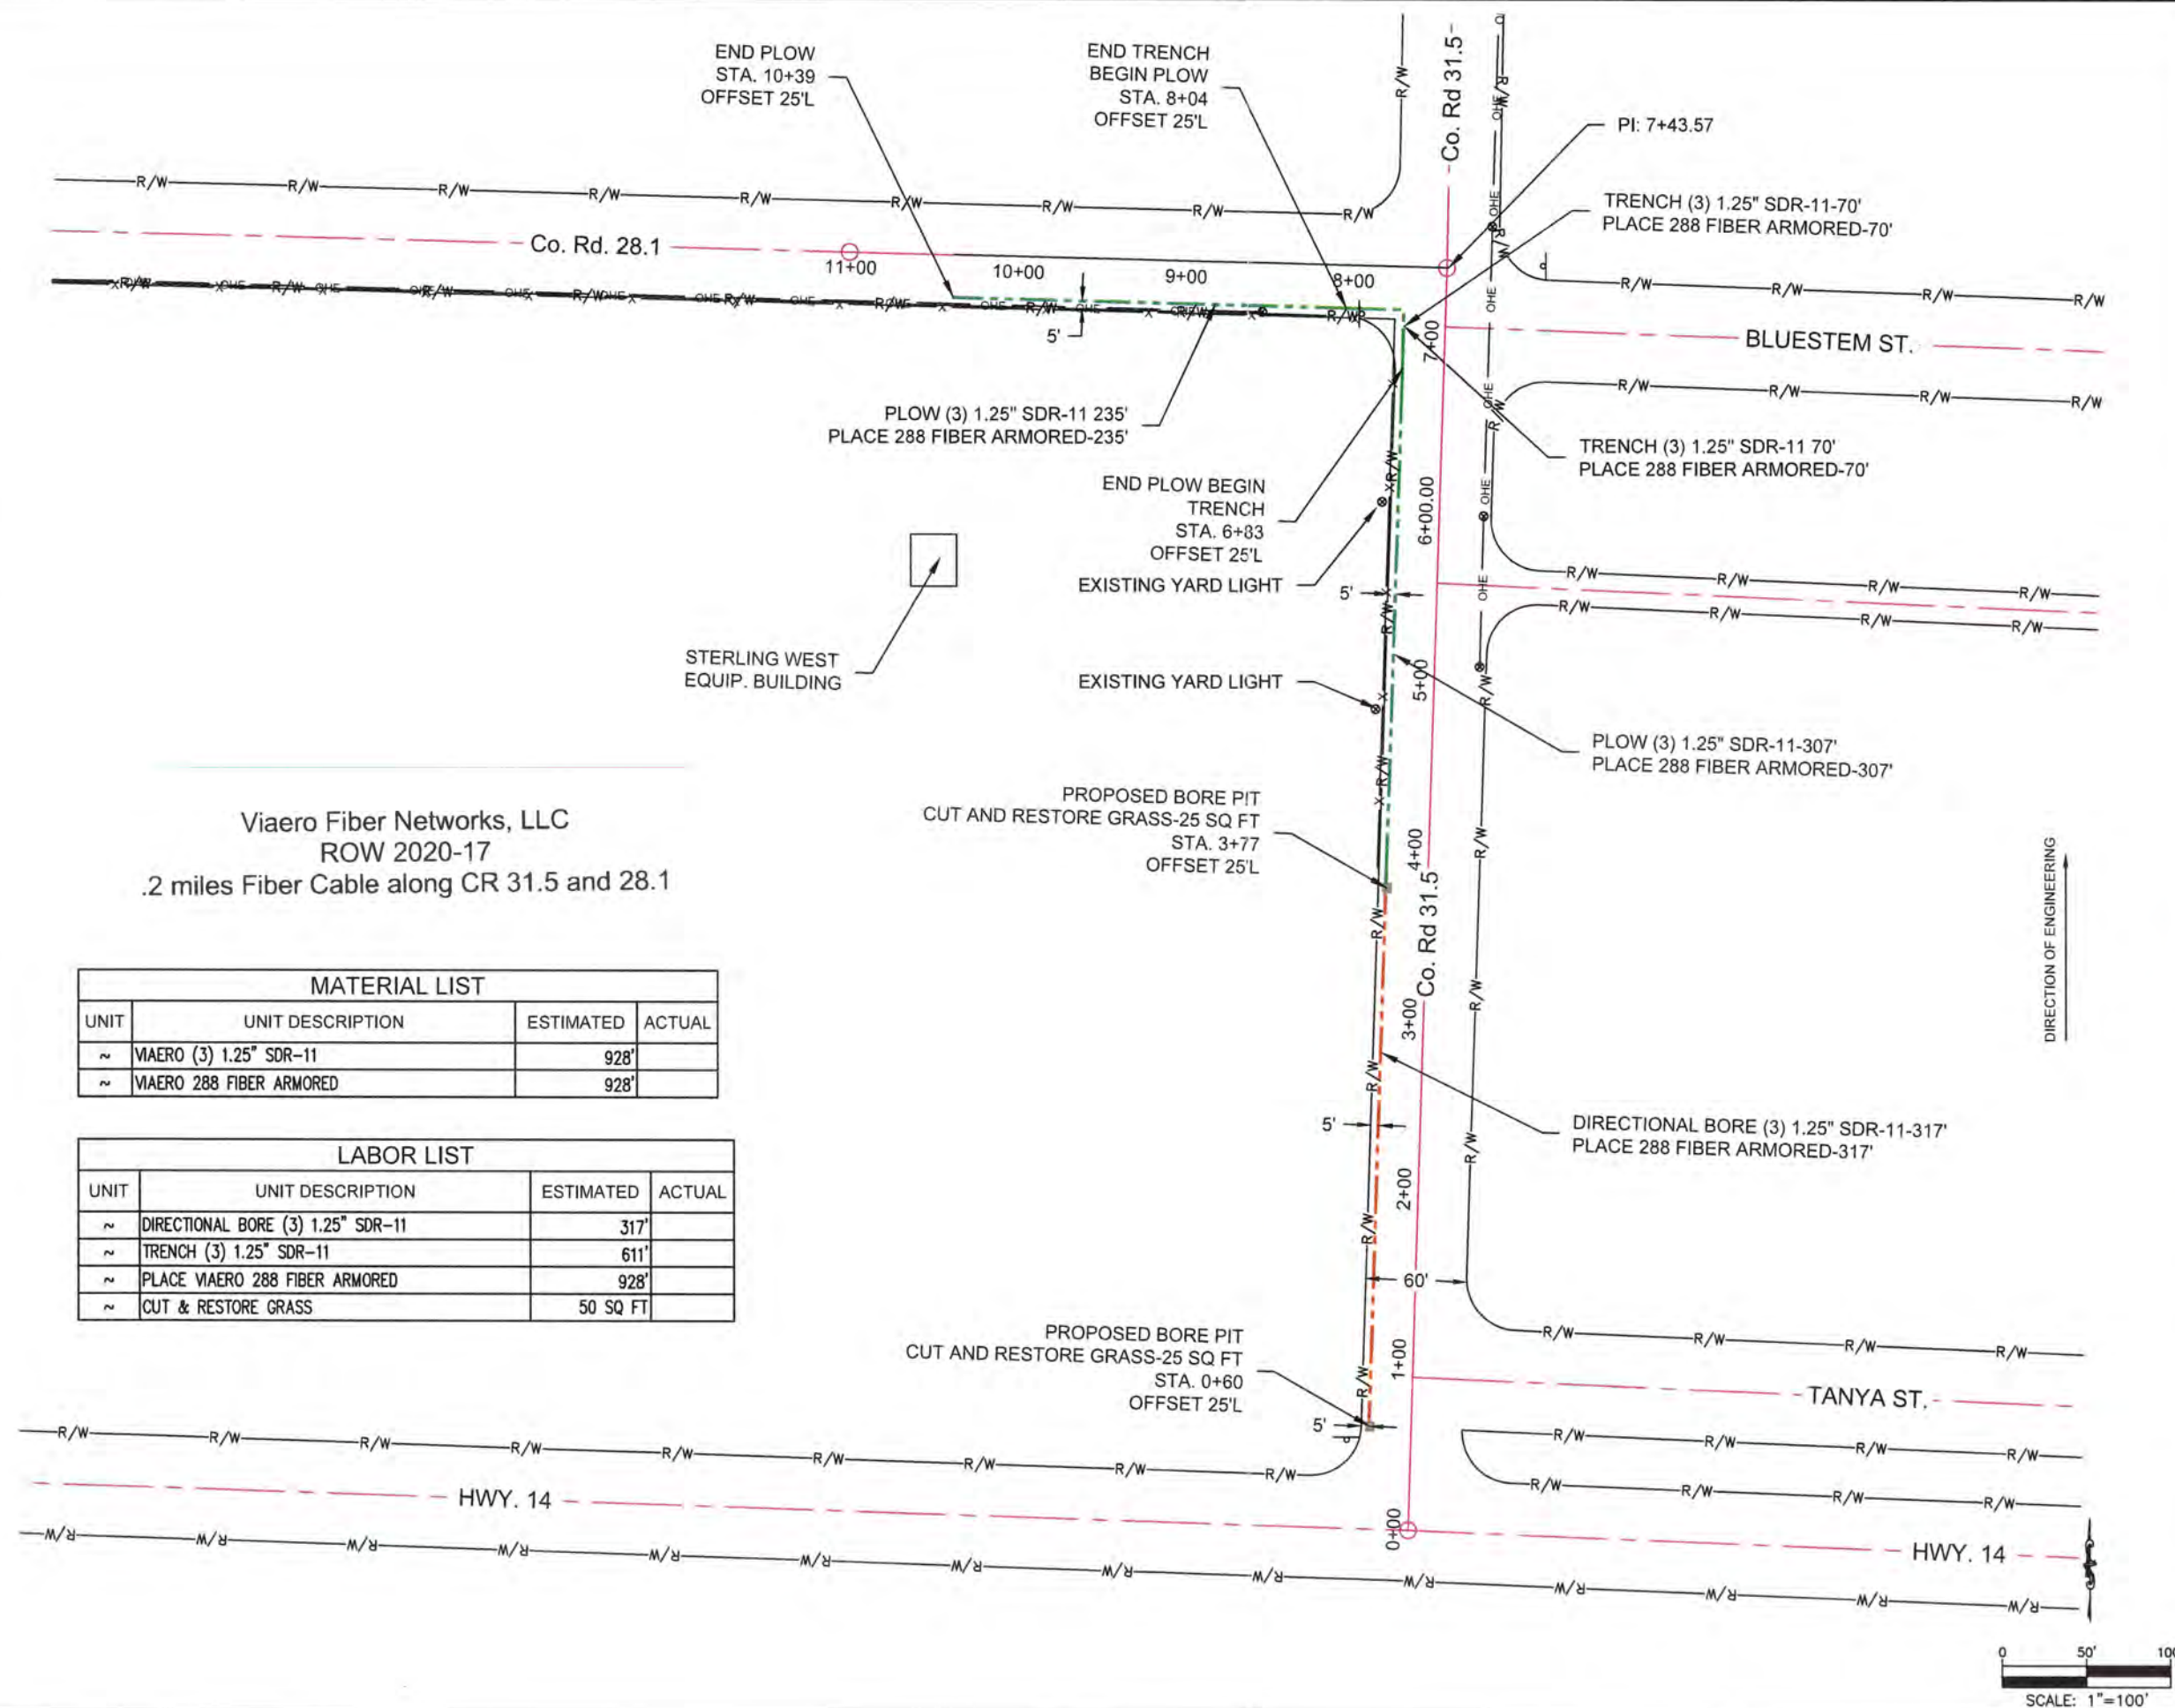 END PLOW
STA. 10+39
OFFSET 25'L
END TRENCH
BEGIN PLOW
STA. 8+04
OFFSET 25'L
Co. Rd 31.5
PI: 7+43.57
TRENCH (3) 1.25" SDR-11-70'
PLACE 288 FIBER ARMORED-70'
R/W R/W R/W R/W R/W R/W R/W R/W R/W
Co. Rd. 28.1
11+00
10+00
9+00
8+00
7+00
OHE
5'
R/W R/W R/W R/W
BLUESTEM ST.
R/W R/W R/W R/W
PLOW (3) 1.25" SDR-11 235'
PLACE 288 FIBER ARMORED-235'
TRENCH (3) 1.25" SDR-11 70'
PLACE 288 FIBER ARMORED-70'
END PLOW BEGIN
TRENCH
STA. 6+83
OFFSET 25'L
6+00.00
EXISTING YARD LIGHT
5'
R/W R/W R/W R/W
R/W R/W R/W R/W
STERLING WEST
EQUIP. BUILDING
EXISTING YARD LIGHT
5+00
PLOW (3) 1.25" SDR-11-307'
PLACE 288 FIBER ARMORED-307'
PROPOSED BORE PIT
CUT AND RESTORE GRASS-25 SQ FT
STA. 3+77
OFFSET 25'L
4+00
Co. Rd 31.5
3+00
DIRECTION OF ENGINEERING
Viaero Fiber Networks, LLC
ROW 2020-17
.2 miles Fiber Cable along CR 31.5 and 28.1
MATERIAL LIST
UNIT UNIT DESCRIPTION ESTIMATED ACTUAL
~ VIAERO (3) 1.25" SDR-11 928'
~ VIAERO 288 FIBER ARMORED 928'
LABOR LIST
UNIT UNIT DESCRIPTION ESTIMATED ACTUAL
~ DIRECTIONAL BORE (3) 1.25" SDR-11 317'
~ TRENCH (3) 1.25" SDR-11 611'
~ PLACE VIAERO 288 FIBER ARMORED 928'
~ CUT & RESTORE GRASS 50 SQ FT
5'
DIRECTIONAL BORE (3) 1.25" SDR-11-317'
PLACE 288 FIBER ARMORED-317'
2+00
60'
PROPOSED BORE PIT
CUT AND RESTORE GRASS-25 SQ FT
STA. 0+60
OFFSET 25'L
1+00
5'
R/W R/W R/W R/W
TANYA ST.
R/W R/W R/W R/W
R/W R/W R/W R/W R/W R/W R/W R/W R/W
R/W R/W R/W R/W
HWY. 14
0+00
HWY. 14
R/W R/W R/W R/W R/W R/W R/W R/W R/W R/W R/W R/W R/W R/W
0 50' 100
SCALE: 1"=100'